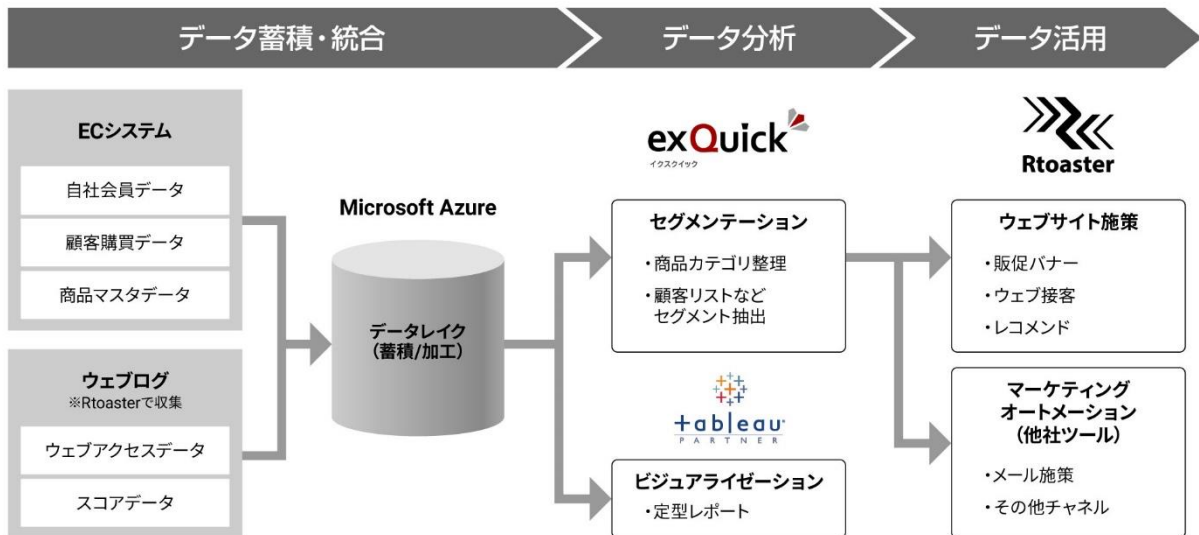 データ蓄積・統合
データ分析
データ活用
ECシステム
自社会員データ
顧客購買データ
商品マスタデータ
ウェブログ
※Rtoasterで収集
ウェブアクセスデータ
スコアデータ
Microsoft Azure
データレイク
（蓄積/加工）
exQuick
イクスクイック
セグメンテーション
・商品カテゴリ整理
・顧客リストなど
セグメント抽出
+ableau
PARTNER
ビジュアライゼーション
・定型レポート
Rtoaster
ウェブサイト施策
・販促バナー
・ウェブ接客
・レコメンド
マーケティング
オートメーション
（他社ツール）
・メール施策
・その他チャネル